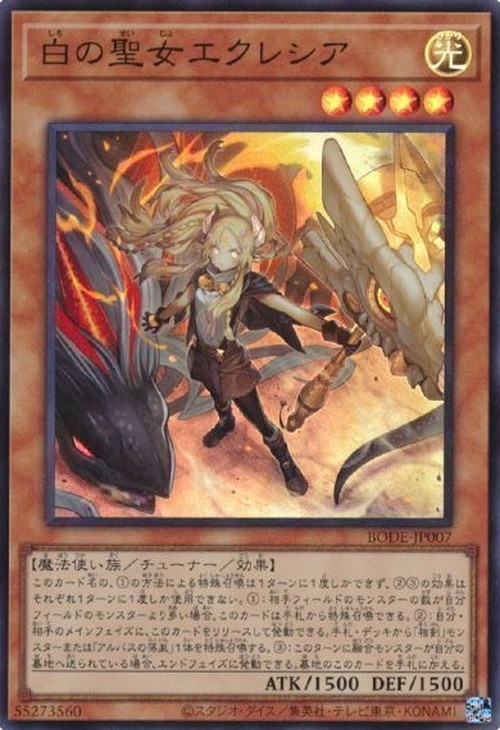 白の聖女エクレシア
光
BODE-JP007
【魔法使い族／チューナー／効果】
このカード名の、①の方法による特殊召喚は1ターンに1度しかできず、②③の効果は
それぞれ1ターンに1度しか使用できない。①：相手フィールドのモンスターの数が自分
フィールドのモンスターより多い場合、このカードは手札から特殊召喚できる。②：自分・
相手のメインフェイズに、このカードをリリースして発動できる。手札・デッキから「相剣」モン
スターまたは「アルバスの落胤」1体を特殊召喚する。③：このターンに融合モンスターが自分の
墓地へ送られている場合、エンドフェイズに発動できる。墓地のこのカードを手札に加える。
ATK/1500 DEF/1500
55273560 ©スタジオ・ダイス／集英社・テレビ東京・KONAMI